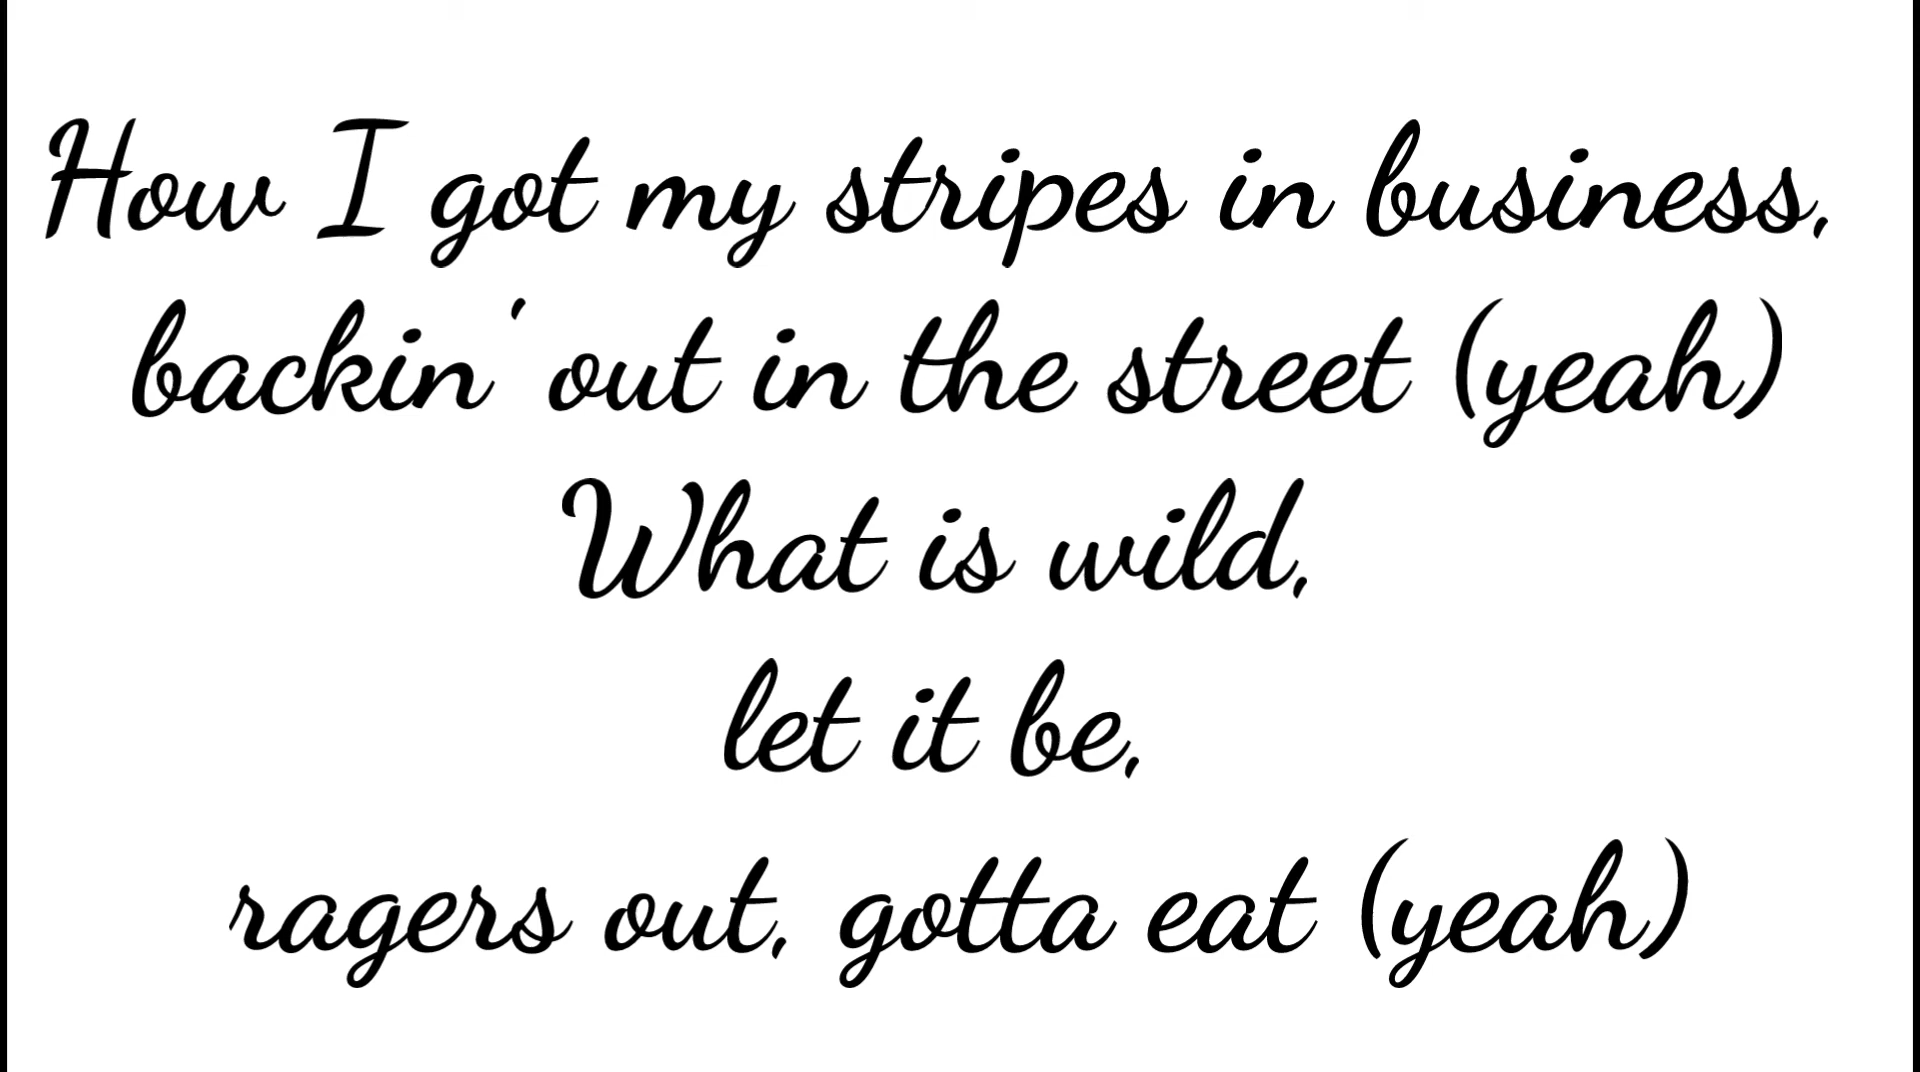 How I got my stripes in business,
backin' out in the street (yeah)
What is wild,
let it be,
ragers out, gotta eat (yeah)